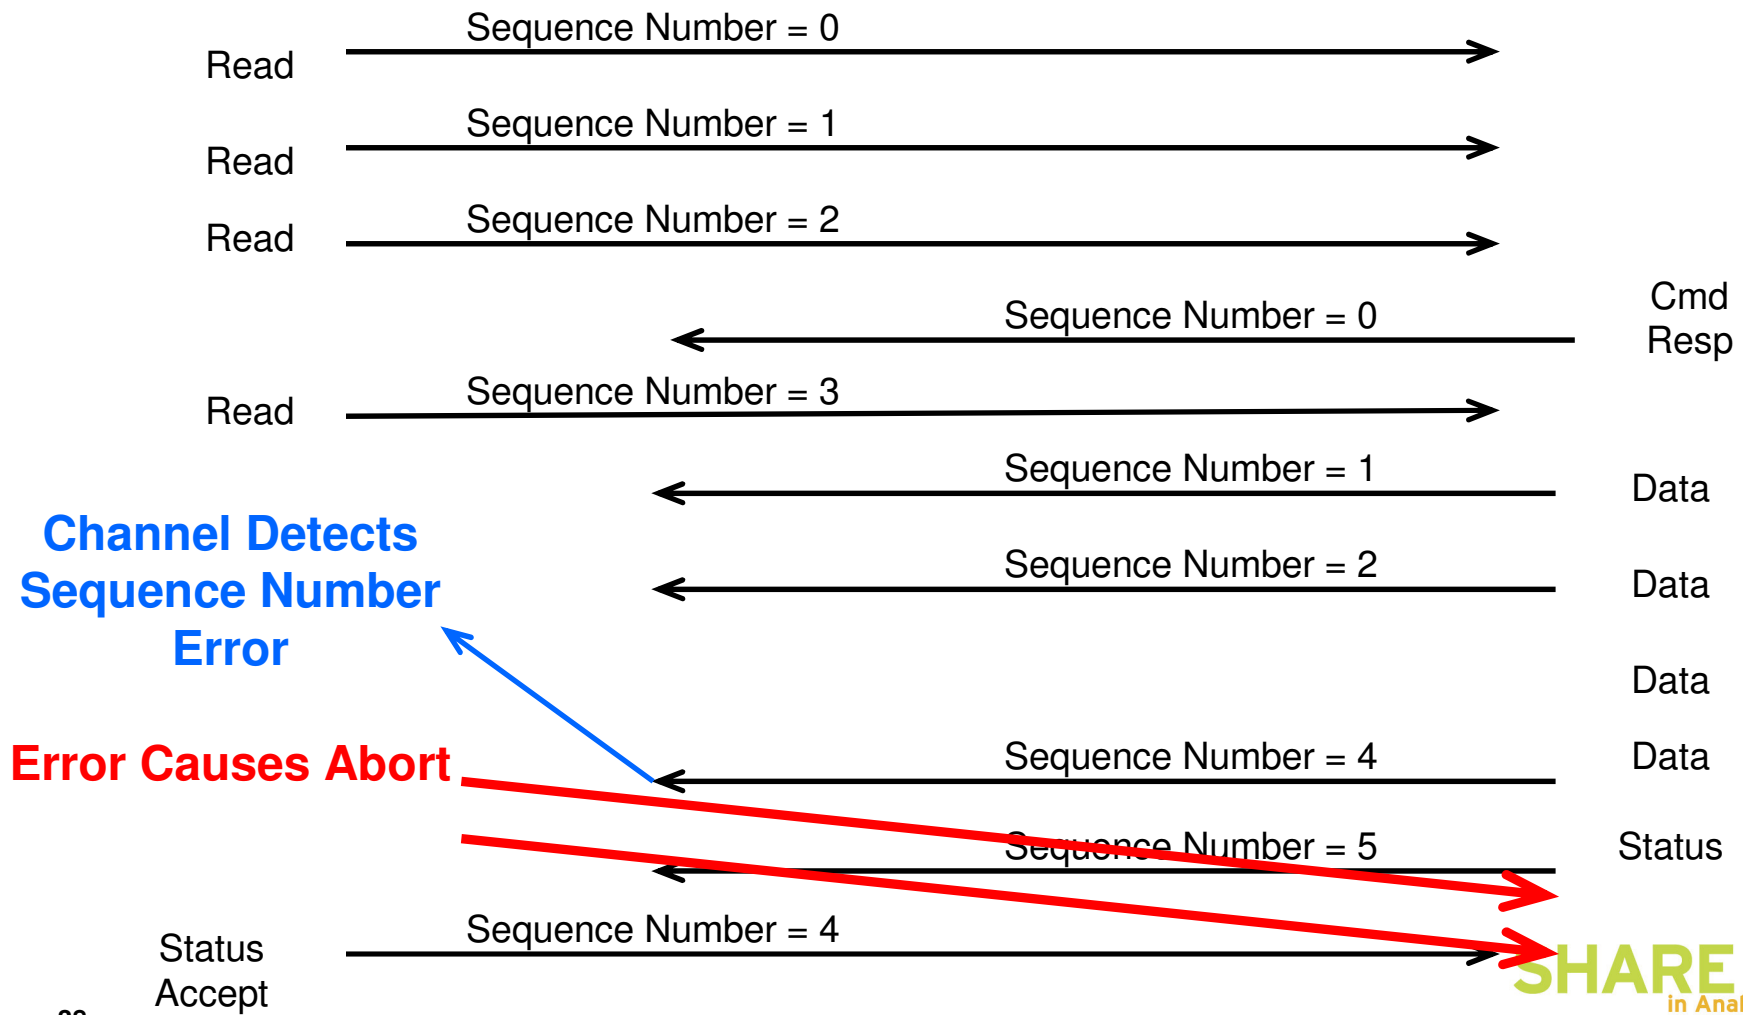 Sequence Number = 0
Read
Sequence Number = 1
Read
Sequence Number = 2
Read
Sequence Number = 0
Cmd
Resp
Sequence Number = 3
Read
Sequence Number = 1
Data
Channel Detects
Sequence Number
Error
Sequence Number = 2
Data
Data
Error Causes Abort
Sequence Number = 4
Data
Sequence Number = 5
Status
Sequence Number = 4
Status
Accept
SHARE
in